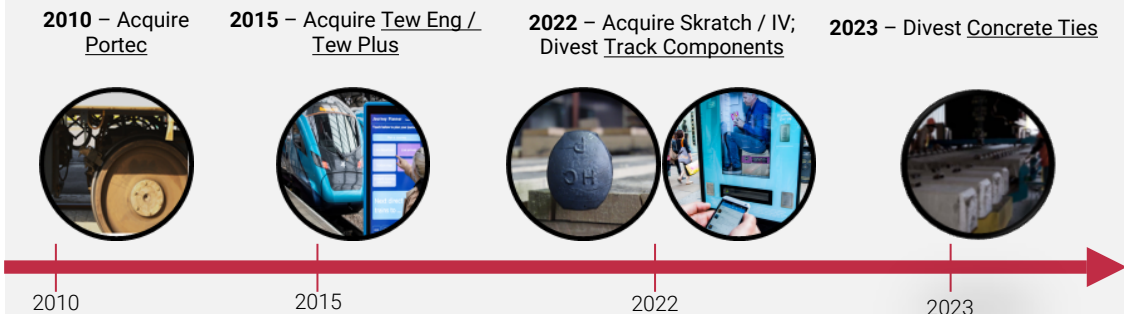 2010 – Acquire
Portec
2015 – Acquire Tew Eng /
Tew Plus
2022 – Acquire Skratch / IV;
Divest Track Components
2023 – Divest Concrete Ties
HO
2010
2015
2022
2023